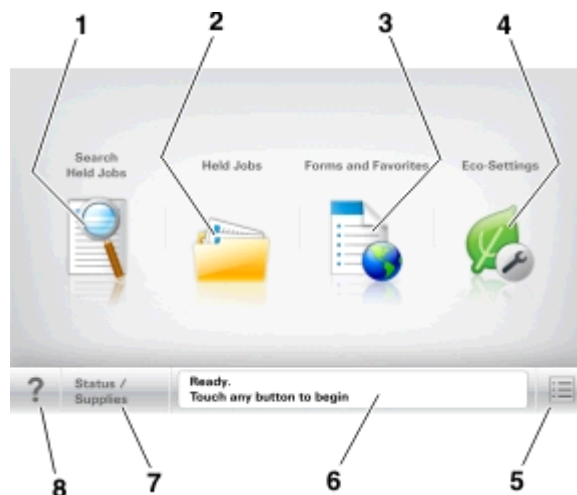 1
2
3
4
Search
Held Jobs
Held Jobs
Forms and Favorites
Eco-Settings
?
Status /
Supplies
Ready.
Touch any button to begin
8
7
6
5